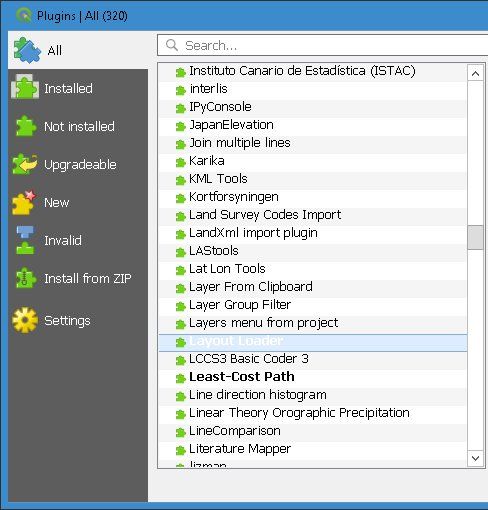 Plugins | All (320)
All
Installed
Not installed
Upgradeable
New
Invalid
Install from ZIP
Settings
Search...
Instituto Canario de Estadística (ISTAC)
interlis
IPyConsole
JapanElevation
Join multiple lines
Karika
KML Tools
Kortforsyningen
Land Survey Codes Import
LandXml import plugin
LAStools
Lat Lon Tools
Layer From Clipboard
Layer Group Filter
Layers menu from project
Layout Loader
LCCS3 Basic Coder 3
Least-Cost Path
Line direction histogram
Linear Theory Orographic Precipitation
LineComparison
Literature Mapper
lizmap